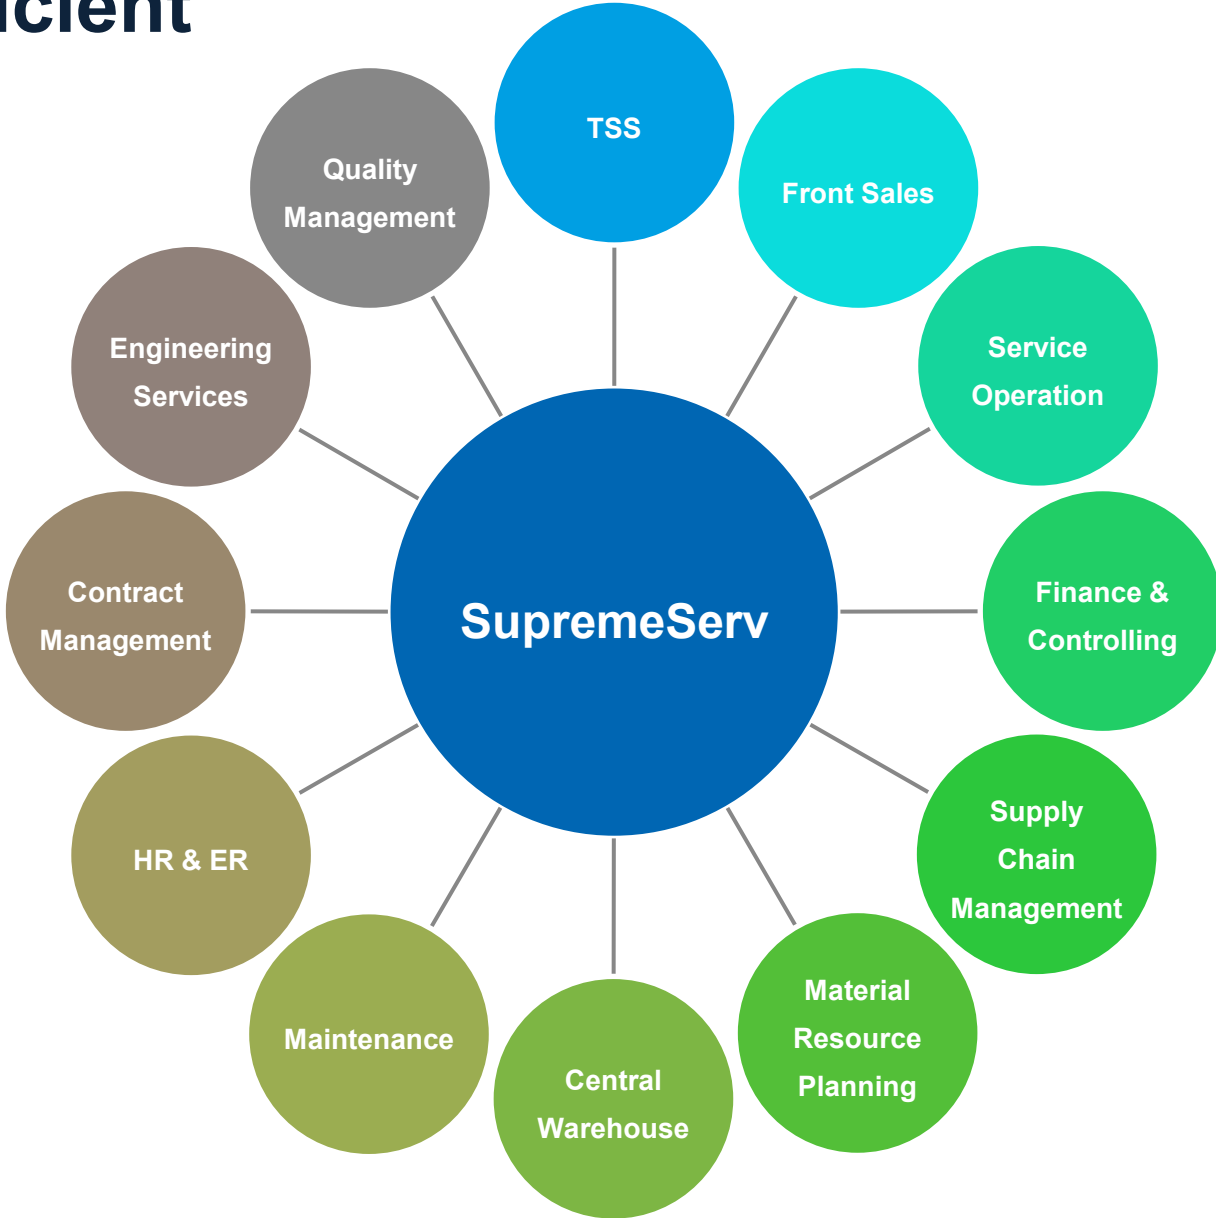 TSS
Front Sales
Service
Operation
Finance &
Controlling
Supply
Chain
Management
Material
Resource
Planning
Central
Warehouse
Maintenance
HR & ER
Contract
Management
Engineering
Services
Quality
Management
SupremeServ